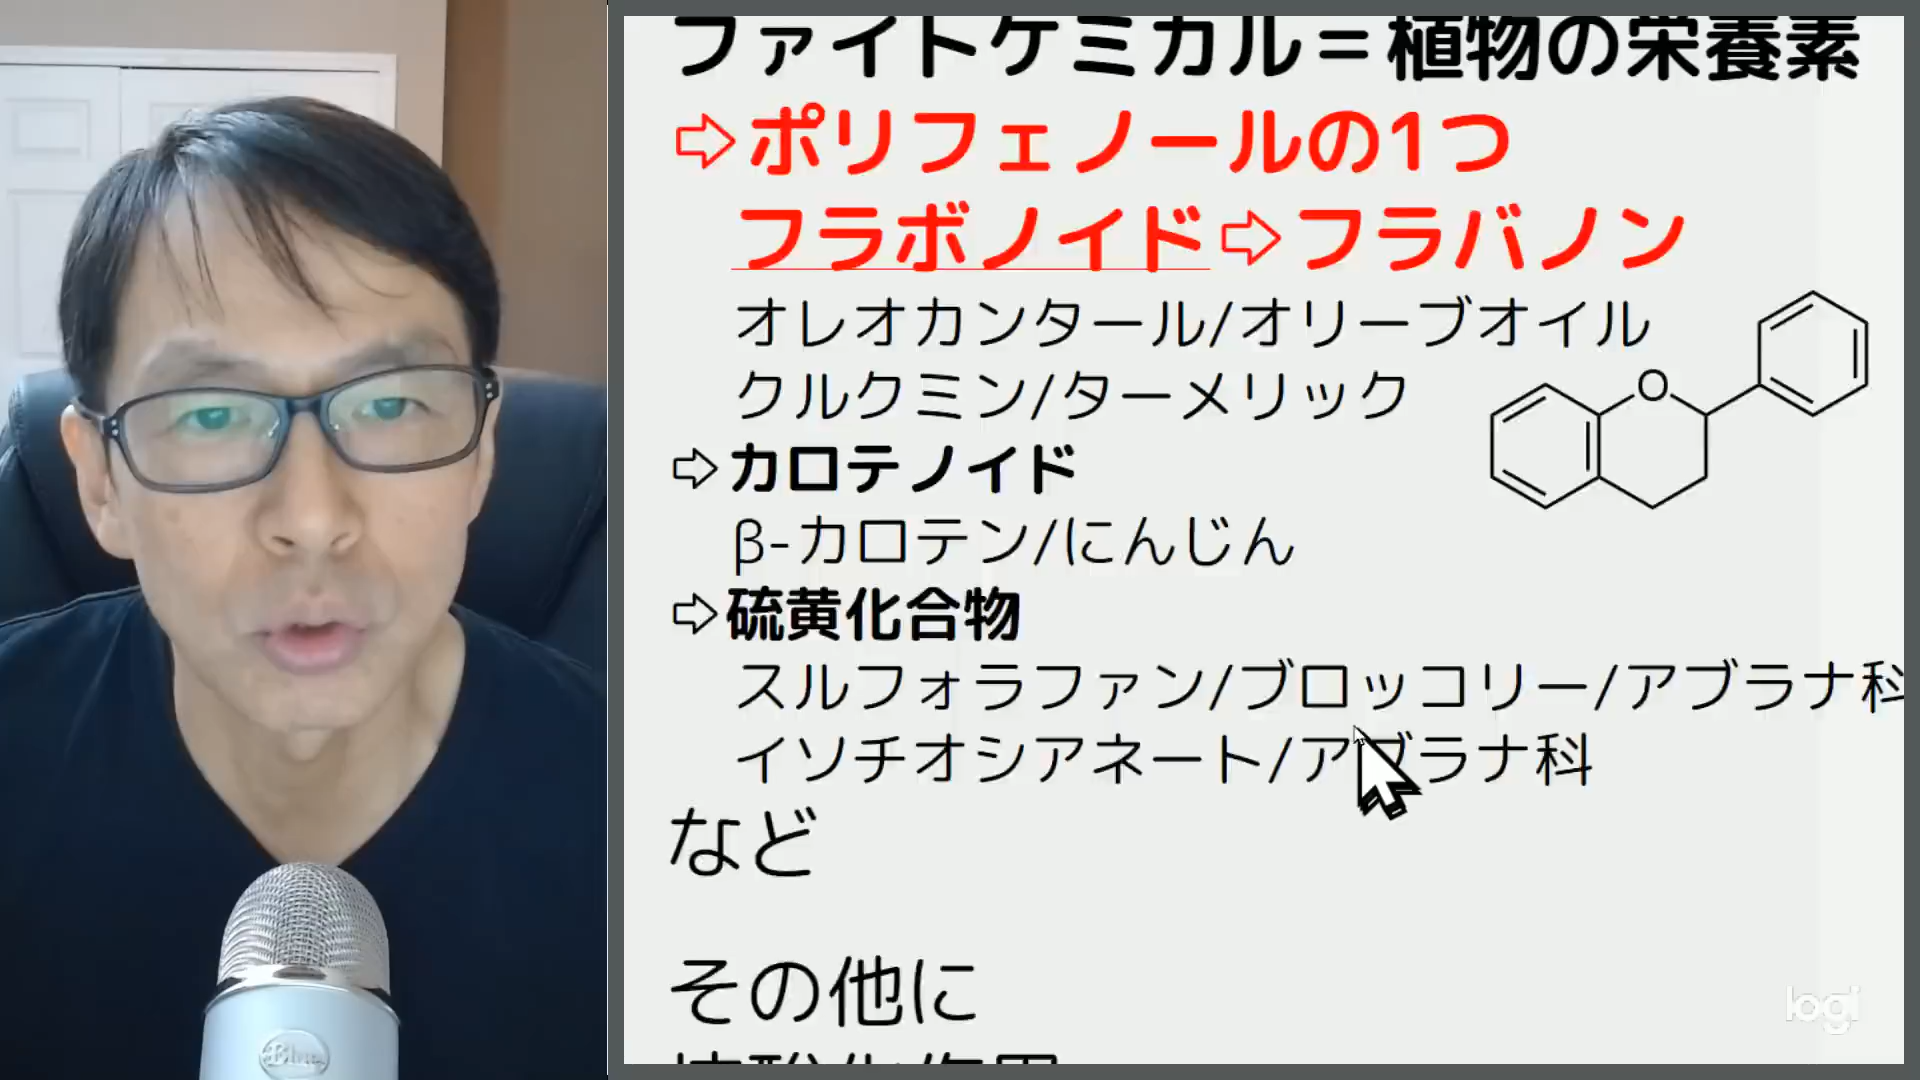 ファイトケミカル＝植物の栄養素
⇨ポリフェノールの1つ
フラボノイド⇨フラバノン
オレオカンタール/オリーブオイル
クルクミン/ターメリック
O
⇨カロテノイド
β-カロテン/にんじん
⇨硫黄化合物
スルフォラファン/ブロッコリー/アブラナ科
イソチオシアネート/アブラナ科
など
その他に
logi
Blue